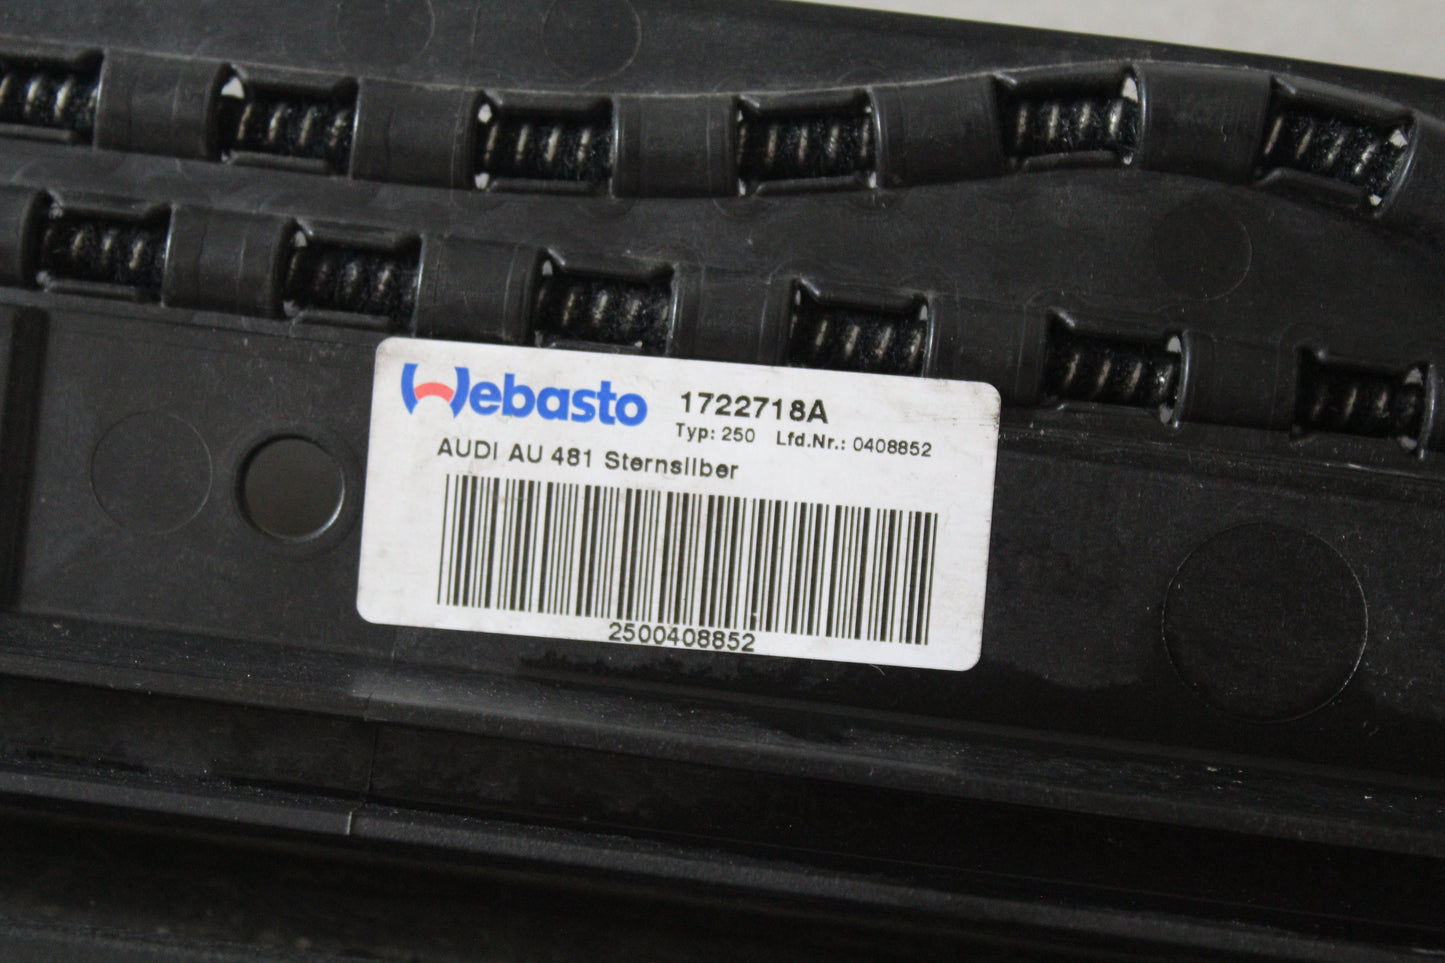 Webasto 1722718A
Typ: 250 Lfd.Nr.: 0408852
AUDI AU 481 Sternsilber
2500408852